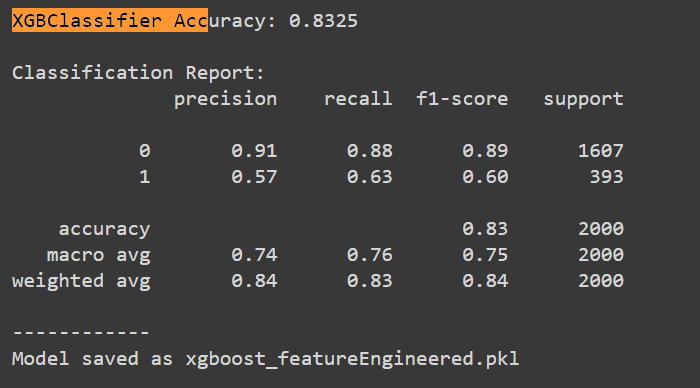 XGBClassifier Accuracy: 0.8325
Classification Report:
precision recall f1-score support
0 0.91 0.88 0.89 1607
1 0.57 0.63 0.60 393
accuracy 0.83 2000
macro avg 0.74 0.76 0.75 2000
weighted avg 0.84 0.83 0.84 2000
------------
Model saved as xgboost_featureEngineered.pkl